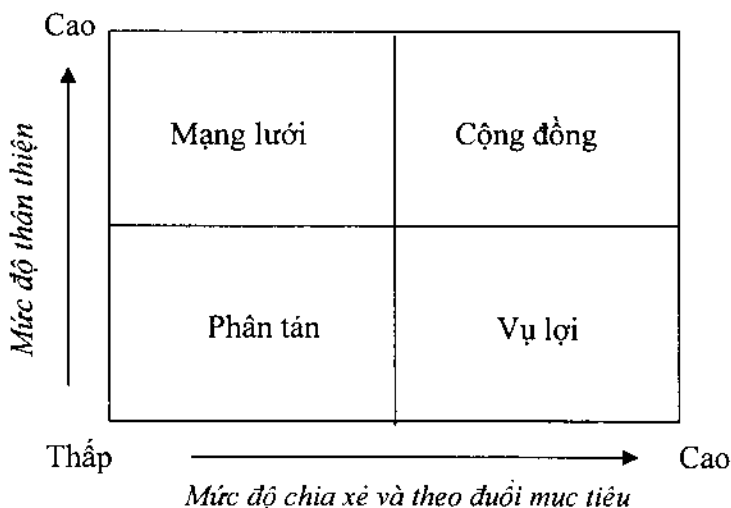 Cao
Mạng lưới
Cộng đồng
Mức độ thân thiện
Phân tán
Vụ lợi
Thấp
Cao
Mức độ chia xẻ và theo đuổi mục tiêu